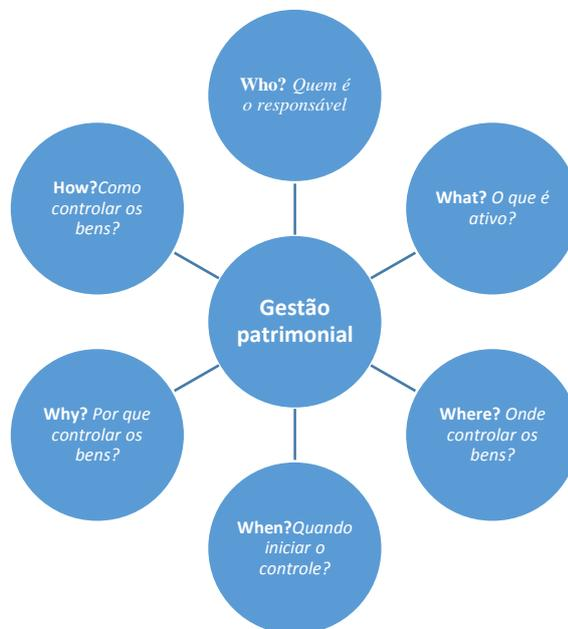 Who? Quem é
o responsável
How?Como
controlar os
bens?
What? O que é
ativo?
Gestão
patrimonial
Why? Por que
controlar os
bens?
Where? Onde
controlar os
bens?
When?Quando
iniciar o
controle?